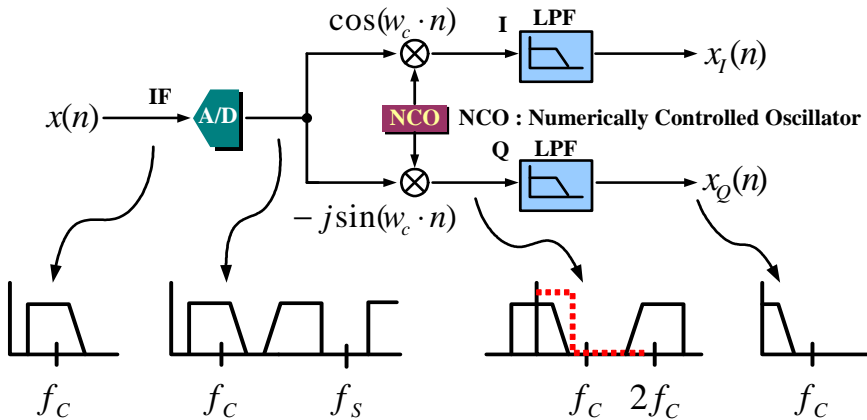 cos(w_c · n)
I
LPF
x_I(n)
IF
x(n)
A/D
NCO
NCO : Numerically Controlled Oscillator
Q
LPF
x_Q(n)
− j sin(w_c · n)
f_C
f_C
f_S
f_C
2f_C
f_C